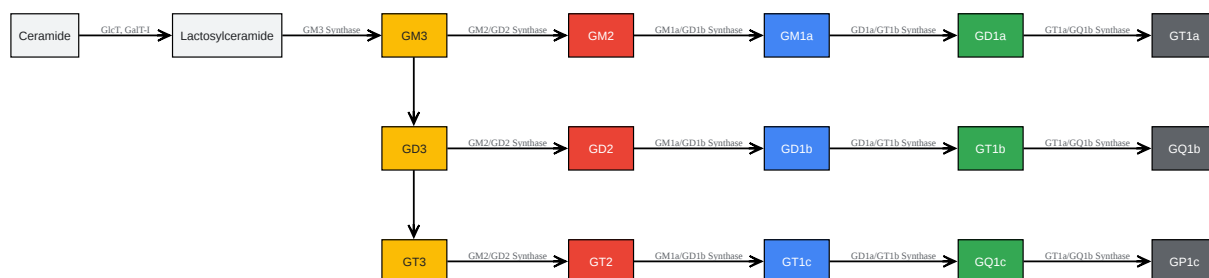 Ceramide GlcT, GalT-I Lactosylceramide GM3 Synthase GM3 GM2/GD2 Synthase GM2 GM1a/GD1b Synthase GM1a GD1a/GT1b Synthase GD1a GT1a/GQ1b Synthase GT1a
GD3 GM2/GD2 Synthase GD2 GM1a/GD1b Synthase GD1b GD1a/GT1b Synthase GT1b GT1a/GQ1b Synthase GQ1b
GT3 GM2/GD2 Synthase GT2 GM1a/GD1b Synthase GT1c GD1a/GT1b Synthase GQ1c GT1a/GQ1b Synthase GP1c